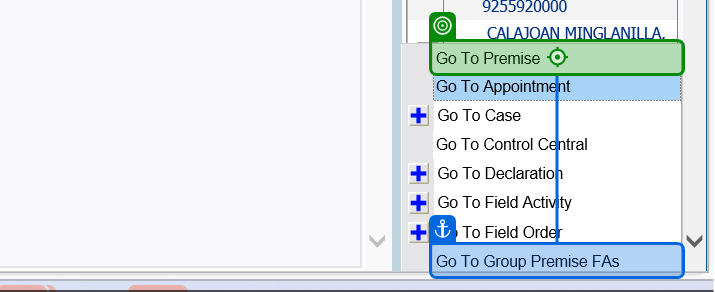 9255920000
CALAJOAN MINGLANILLA,
Go To Premise
Go To Appointment
Go To Case
Go To Control Central
Go To Declaration
Go To Field Activity
Go To Field Order
Go To Group Premise FAs